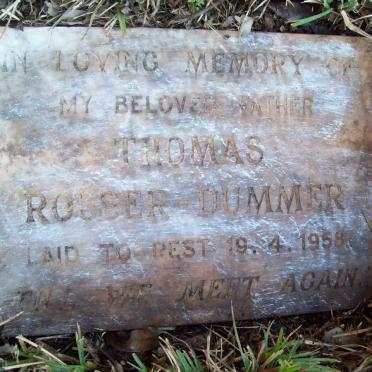 IN LOVING MEMORY OF
MY BELOVED FATHER
THOMAS
ROSSER-DUMMER
LAID TO REST 19.4.1958
TILL WE MEET AGAIN.